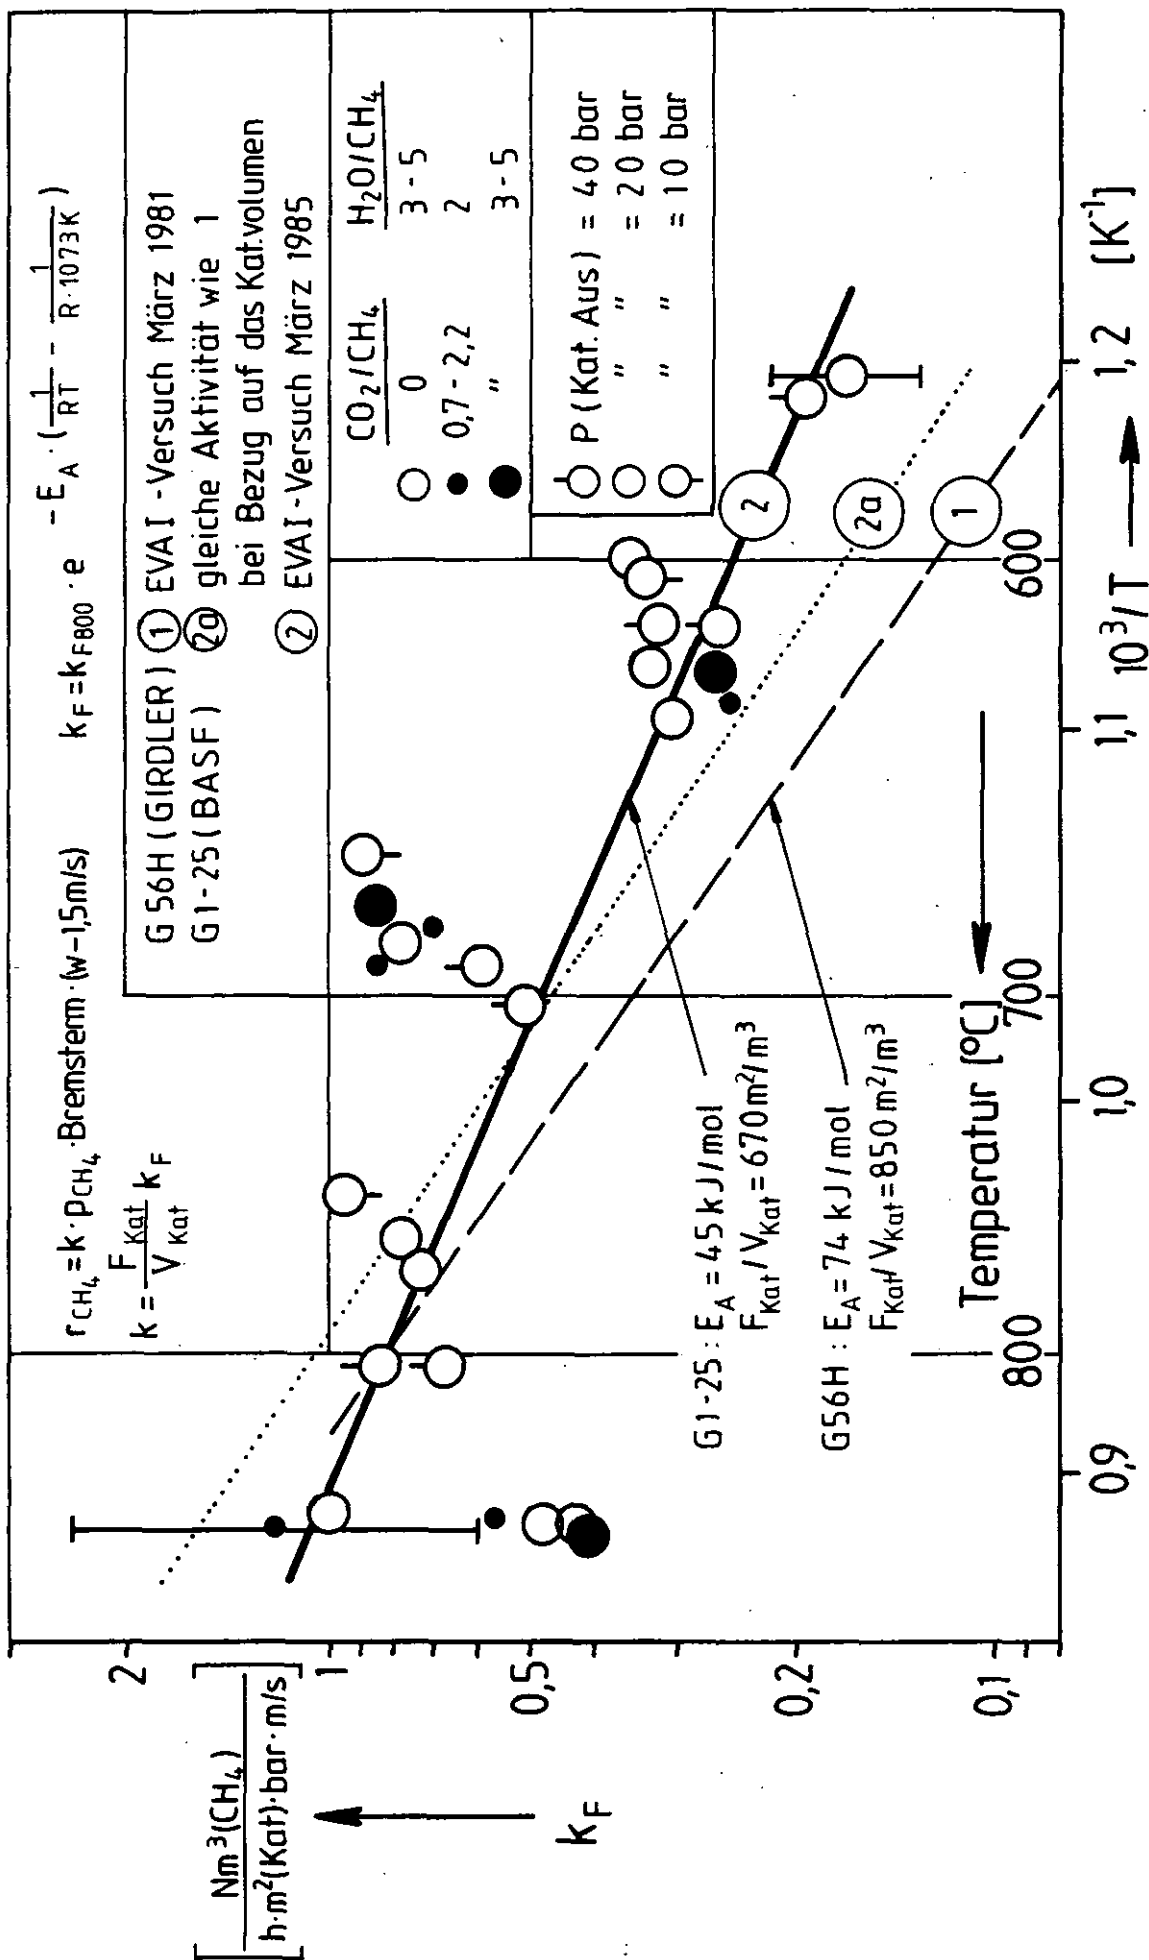 r_CH₄ = k · p_CH₄ · Bremsterm · (w-1,5m/s)
k = F_Kat/V_Kat k_F
k_F = k_F800 · e^(-E_A · (1/RT - 1/(R·1073K)))
G 56H (GIRDLER) ① EVAI-Versuch März 1981
G1-25 (BASF) ②a gleiche Aktivität wie 1
bei Bezug auf das Kat.volumen
② EVAI-Versuch März 1985
CO₂/CH₄ H₂O/CH₄
0 3 - 5
0,7 - 2,2 2
" 3 - 5
P (Kat. Aus) = 40 bar
" " = 20 bar
" " = 10 bar
2
2a
1
G1-25 : E_A = 45 kJ/mol
F_Kat/V_Kat = 670 m²/m³
G56H : E_A = 74 kJ/mol
F_Kat/V_Kat = 850 m²/m³
[Nm³(CH₄) / h·m²(Kat)·bar·m/s]
k_F
2
1
0,5
0,2
0,1
Temperatur [°C]
800 700 600
0,9 1,0 1,1 10³/T 1,2 [K⁻¹]